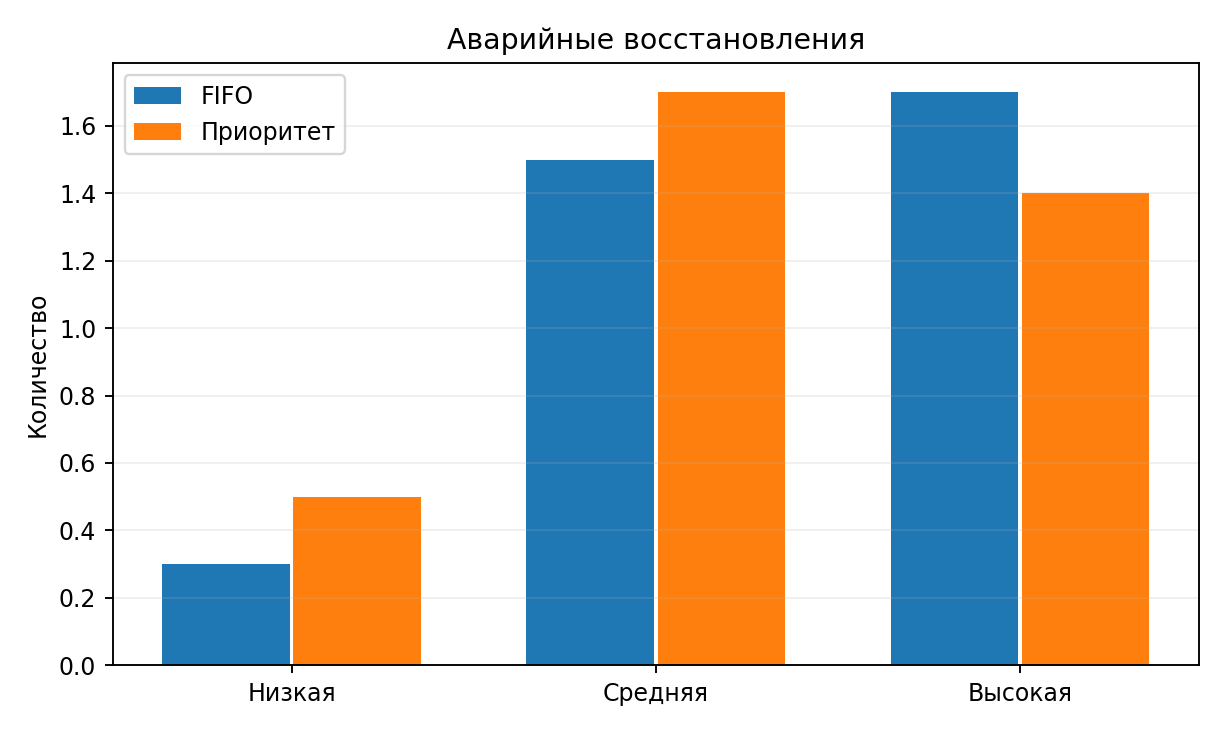 Аварийные восстановления
FIFO
Приоритет
Количество
1.6
1.4
1.2
1.0
0.8
0.6
0.4
0.2
0.0
Низкая
Средняя
Высокая